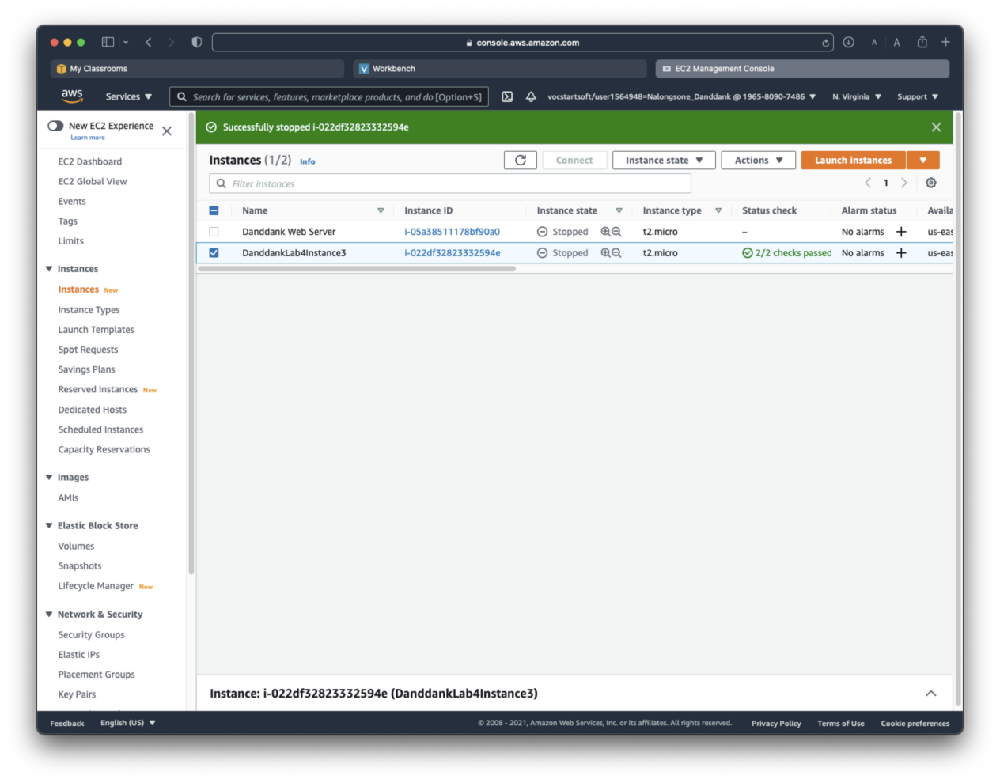 console.aws.amazon.com
A A
My Classrooms
Workbench
EC2 Management Console
aws
Services
Search for services, features, marketplace products, and do [Option+S]
vocstartsoft/user1564948=Nalongsone_Danddank @ 1965-8090-7486
N. Virginia
Support
New EC2 Experience
Learn more
EC2 Dashboard
EC2 Global View
Events
Tags
Limits
Instances
Instances New
Instance Types
Launch Templates
Spot Requests
Savings Plans
Reserved Instances New
Dedicated Hosts
Scheduled Instances
Capacity Reservations
Images
AMIs
Elastic Block Store
Volumes
Snapshots
Lifecycle Manager New
Network & Security
Security Groups
Elastic IPs
Placement Groups
Key Pairs
Successfully stopped i-022df32823332594e
Instances (1/2) Info
Connect
Instance state
Actions
Launch instances
Filter instances
1
Name Instance ID Instance state Instance type Status check Alarm status Availa
Danddank Web Server i-05a38511178bf90a0 Stopped t2.micro – No alarms + us-eas
DanddankLab4Instance3 i-022df32823332594e Stopped t2.micro 2/2 checks passed No alarms + us-eas
Instance: i-022df32823332594e (DanddankLab4Instance3)
Feedback
English (US)
© 2008 - 2021, Amazon Web Services, Inc. or its affiliates. All rights reserved.
Privacy Policy
Terms of Use
Cookie preferences